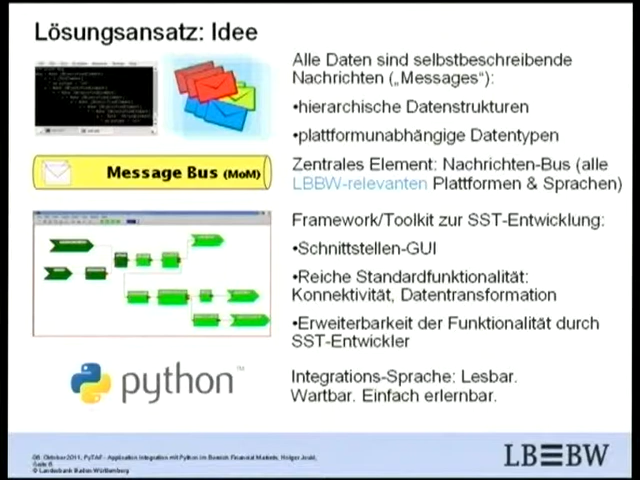 Lösungsansatz: Idee
Alle Daten sind selbstbeschreibende
Nachrichten („Messages“):
•hierarchische Datenstrukturen
•plattformunabhängige Datentypen
Message Bus (MoM)
Zentrales Element: Nachrichten-Bus (alle
LBBW-relevanten Plattformen & Sprachen)
Framework/Toolkit zur SST-Entwicklung:
•Schnittstellen-GUI
•Reiche Standardfunktionalität:
Konnektivität, Datentransformation
•Erweiterbarkeit der Funktionalität durch
SST-Entwickler
python™
Integrations-Sprache: Lesbar.
Wartbar. Einfach erlernbar.
06. Oktober 2011, PyTAF - Application Integration mit Python im Bereich Financial Markets, Holger Joukl,
Seite 6
© Landesbank Baden-Württemberg
LB≡BW